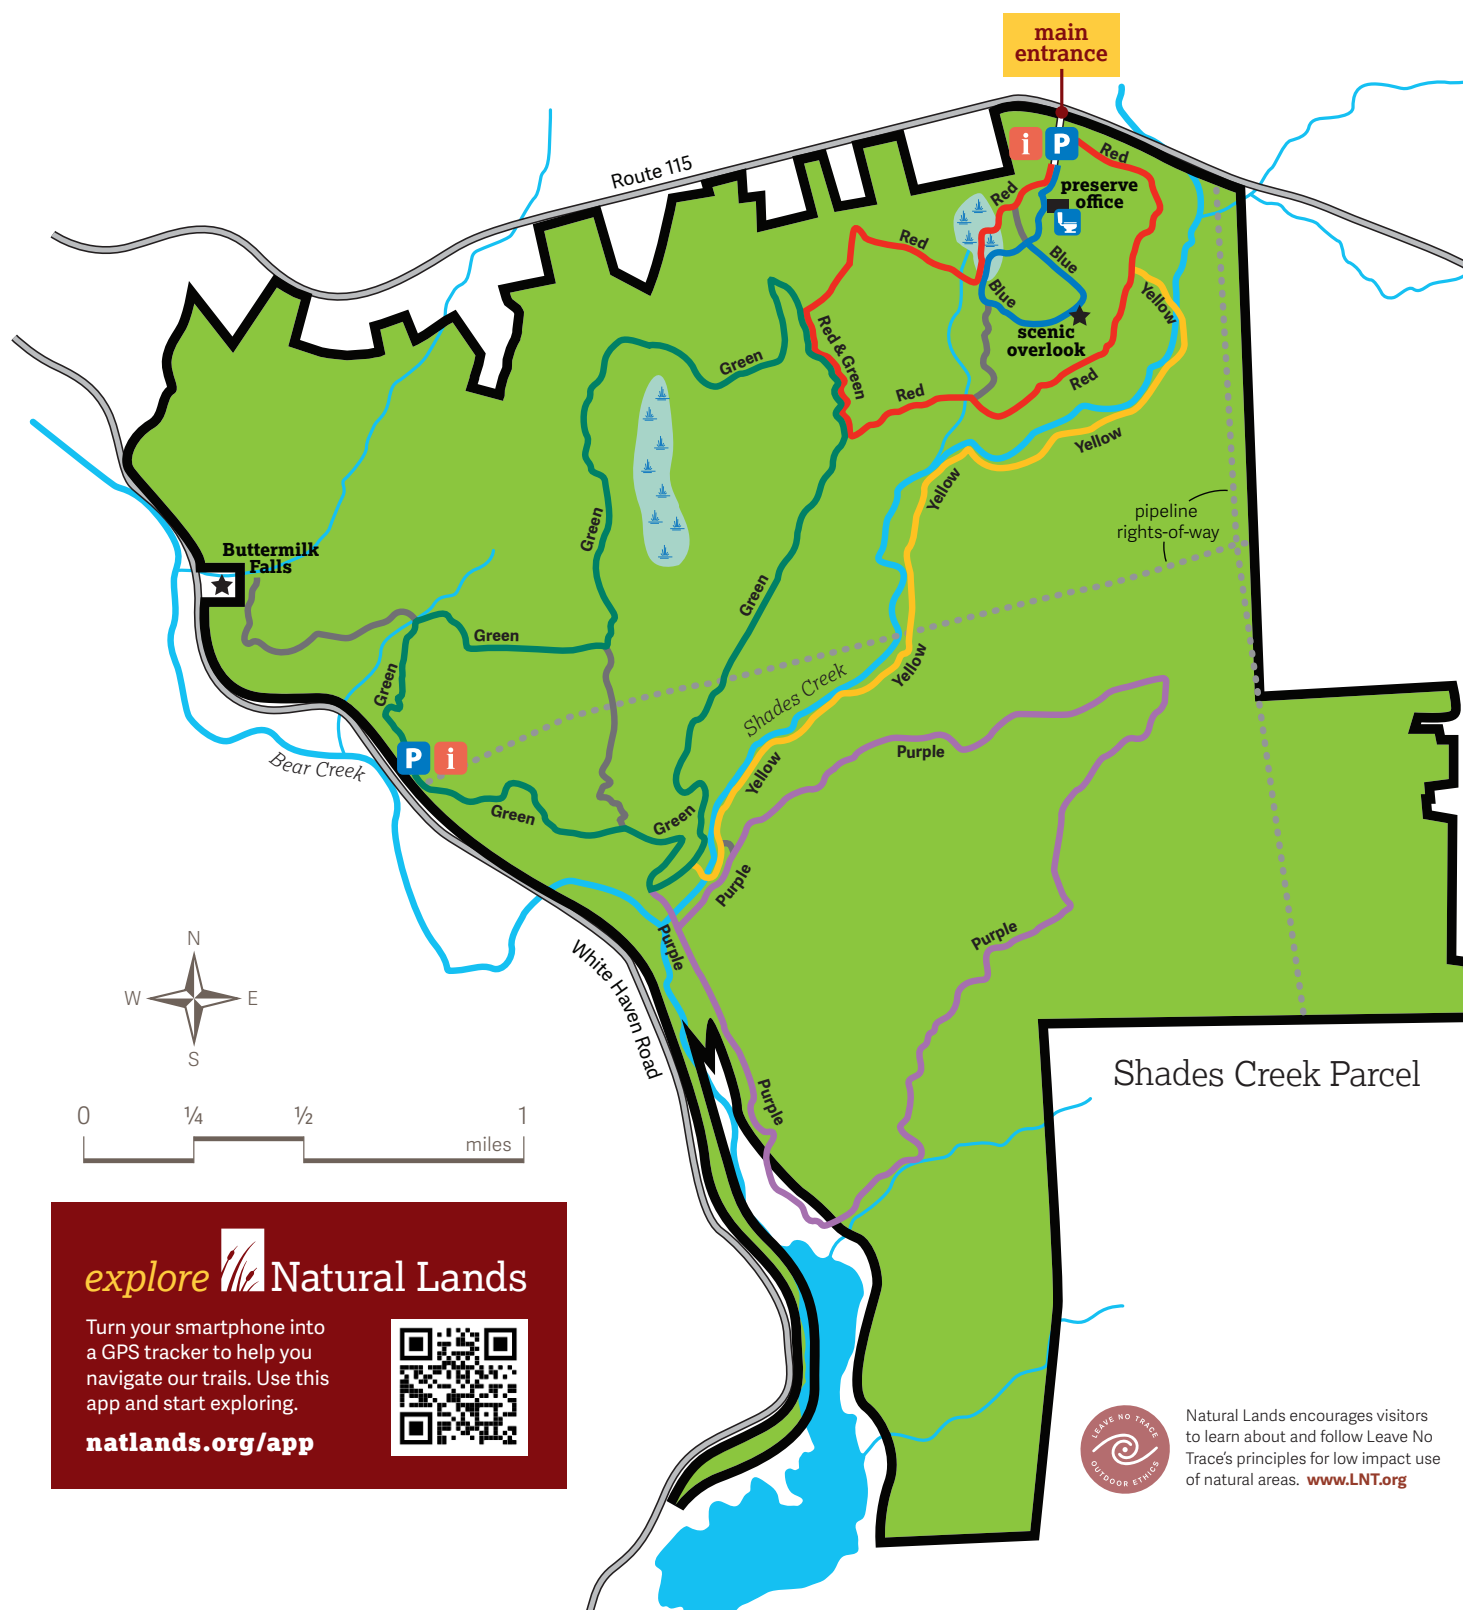 main
entrance
Route 115
i P
Red
preserve
office
Red
Red
Blue
Blue
Yellow
scenic
overlook
Red & Green
Green
Red
Red
Yellow
Yellow
Green
pipeline
rights-of-way
Buttermilk
Falls
Green
Green
Green
Yellow
Shades Creek
P i
Bear Creek
Purple
Yellow
Green
Green
Purple
Purple
Purple
White Haven Road
N
W E
S
Shades Creek Parcel
Purple
0 ¼ ½ 1
miles
explore Natural Lands
Turn your smartphone into
a GPS tracker to help you
navigate our trails. Use this
app and start exploring.
natlands.org/app
LEAVE NO TRACE
OUTDOOR ETHICS
Natural Lands encourages visitors
to learn about and follow Leave No
Trace's principles for low impact use
of natural areas. www.LNT.org